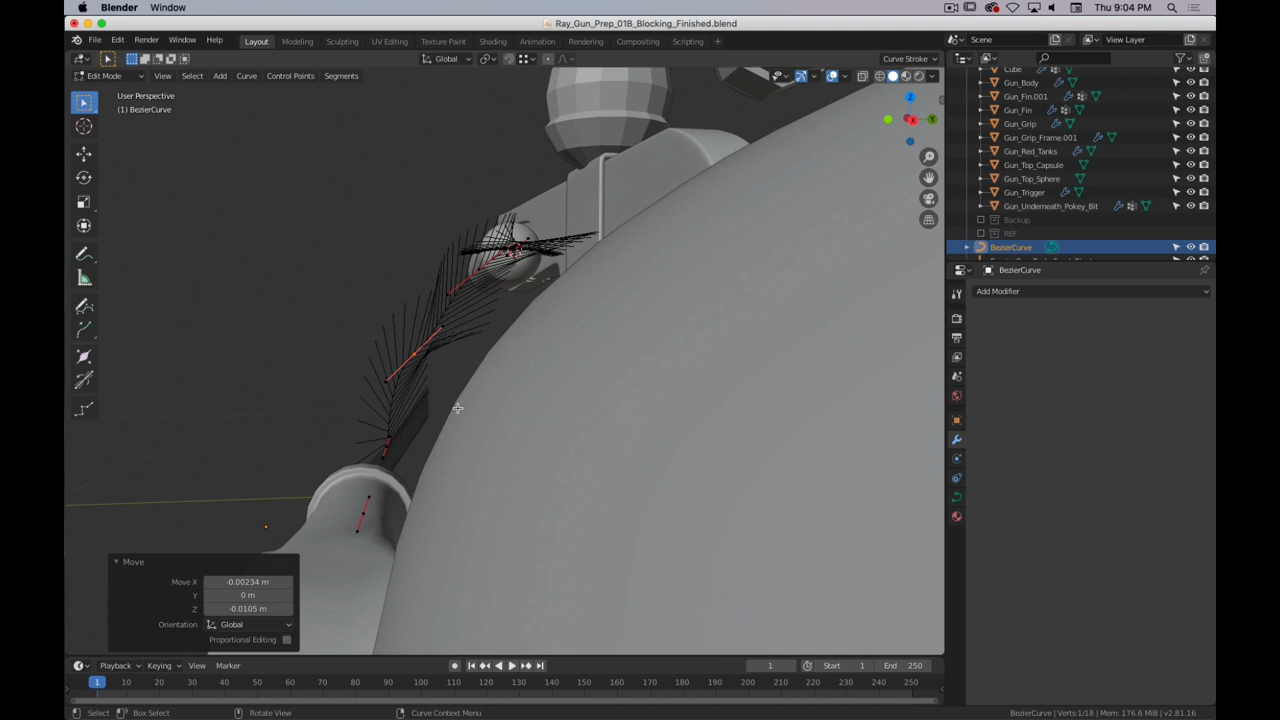 Blender Window Thu 9:04 PM
Ray_Gun_Prep_01B_Blocking_Finished.blend
File Edit Render Window Help Layout Modeling Sculpting UV Editing Texture Paint Shading Animation Rendering Compositing Scripting + Scene View Layer
Global Curve Stroke
Edit Mode View Select Add Curve Control Points Segments
User Perspective
(1) BezierCurve
Z
X
Y
Cube
Gun_Body
Gun_Fin.001
Gun_Fin
Gun_Grip
Gun_Grip_Frame.001
Gun_Red_Tanks
Gun_Top_Capsule
Gun_Top_Sphere
Gun_Trigger
Gun_Underneath_Pokey_Bit
Backup
REF
BezierCurve
BezierCurve
Add Modifier
Move
Move X -0.00234 m
Y 0 m
Z -0.0105 m
Orientation Global
Proportional Editing
Playback Keying View Marker 1 Start 1 End 250
1 10 20 30 40 50 60 70 80 90 100 110 120 130 140 150 160 170 180 190 200 210 220 230 240 250
Select Box Select Rotate View Curve Context Menu BezierCurve | Verts:1/18 | Mem: 176.6 MiB | v2.81.16